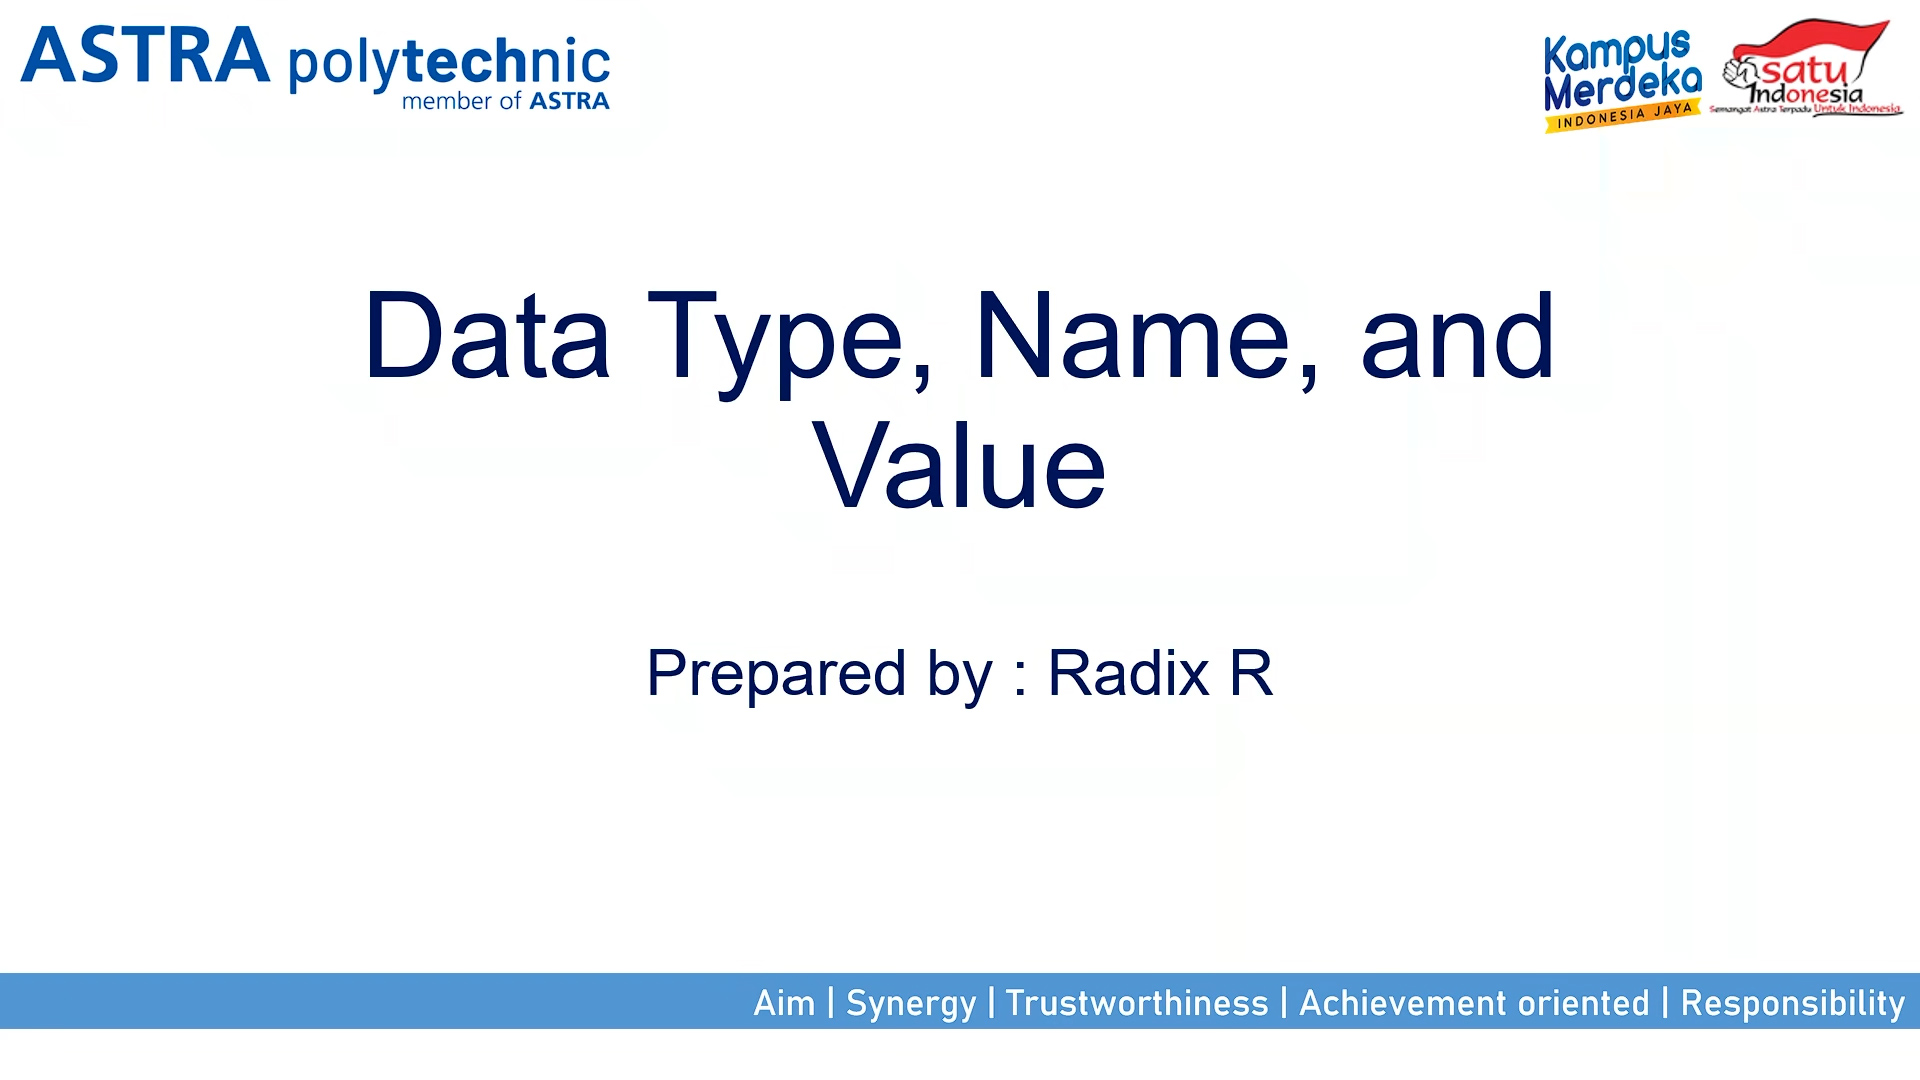 ASTRA polytechnic
member of ASTRA
Kampus
Merdeka
INDONESIA JAYA
satu
Indonesia
Semangat Astra Terpadu Untuk Indonesia
Data Type, Name, and
Value
Prepared by : Radix R
Aim | Synergy | Trustworthiness | Achievement oriented | Responsibility